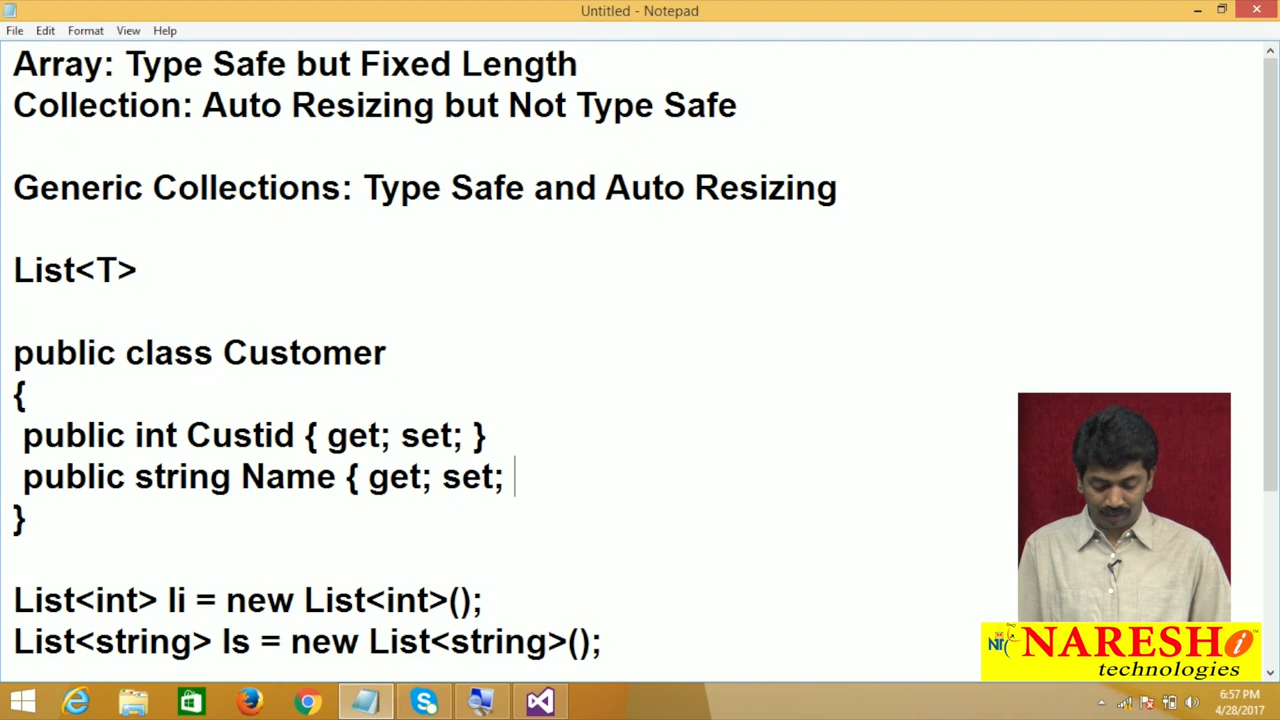 Untitled - Notepad
File Edit Format View Help
Array: Type Safe but Fixed Length
Collection: Auto Resizing but Not Type Safe
Generic Collections: Type Safe and Auto Resizing
List<T>
public class Customer
{
public int Custid { get; set; }
public string Name { get; set;
}
List<int> li = new List<int>();
List<string> ls = new List<string>();
NARESH i
technologies
6:57 PM
4/28/2017